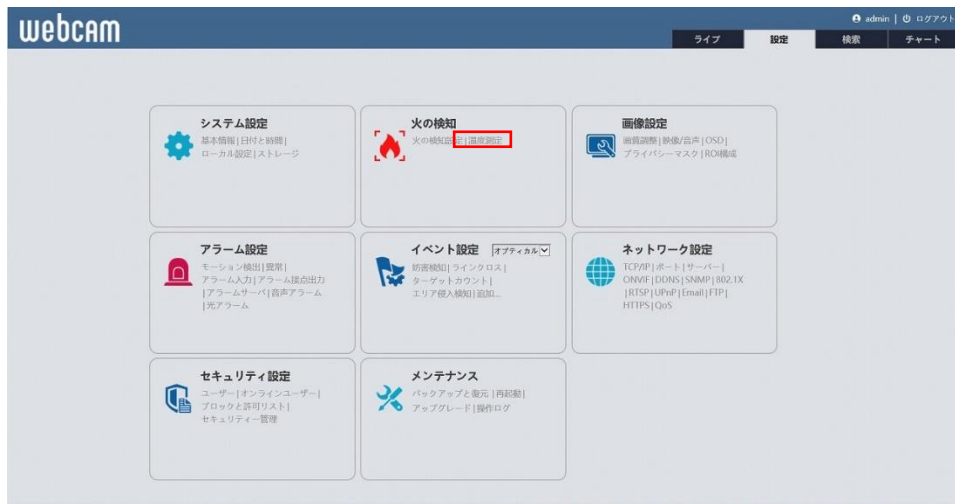 webcam
admin | ログアウト
ライブ 設定 検索 チャート
システム設定
基本情報|日付と時間|
ローカル設定|ストレージ
火の検知
火の検知設定|温度測定
画像設定
画質調整|映像/音声|OSD|
プライバシーマスク|ROI構成
アラーム設定
モーション検出|異常|
アラーム入力|アラーム接点出力
|アラームサーバ|音声アラーム
|光アラーム
イベント設定 オプティカル
妨害検知|ラインクロス|
ターゲットカウント|
エリア侵入検知|追加...
ネットワーク設定
TCP/IP|ポート|サーバー|
ONVIF|DDNS|SNMP|802.1X
|RTSP|UPnP|Email|FTP|
HTTPS|QoS
セキュリティ設定
ユーザー|オンラインユーザー|
ブロックと許可リスト|
セキュリティー管理
メンテナンス
バックアップと復元|再起動|
アップグレード|操作ログ